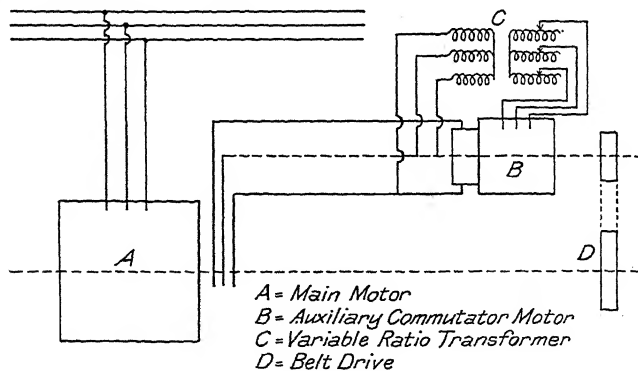 C
B
A
D
A = Main Motor
B = Auxiliary Commutator Motor
C = Variable Ratio Transformer
D = Belt Drive